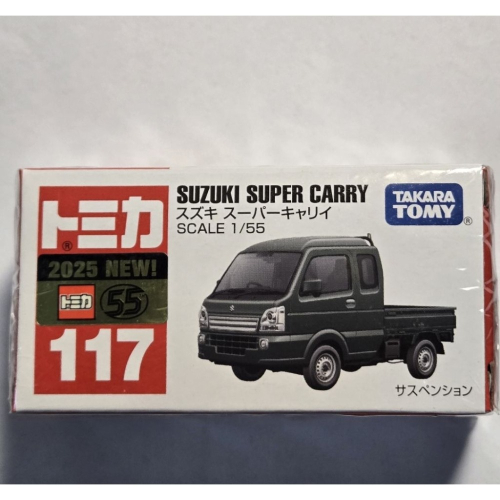 トミカ®
2025 NEW!
トミカ 55
117
SUZUKI SUPER CARRY
スズキ スーパーキャリイ
SCALE 1/55
TAKARA
TOMY®
サスペンション